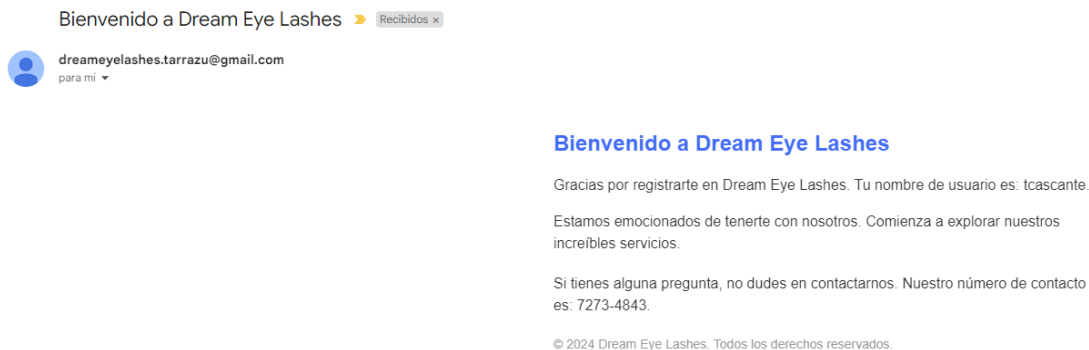 Bienvenido a Dream Eye Lashes
Recibidos ×
dreameyelashes.tarrazu@gmail.com
para mí
Bienvenido a Dream Eye Lashes
Gracias por registrarte en Dream Eye Lashes. Tu nombre de usuario es: tcascante.
Estamos emocionados de tenerte con nosotros. Comienza a explorar nuestros
increíbles servicios.
Si tienes alguna pregunta, no dudes en contactarnos. Nuestro número de contacto
es: 7273-4843.
© 2024 Dream Eye Lashes. Todos los derechos reservados.